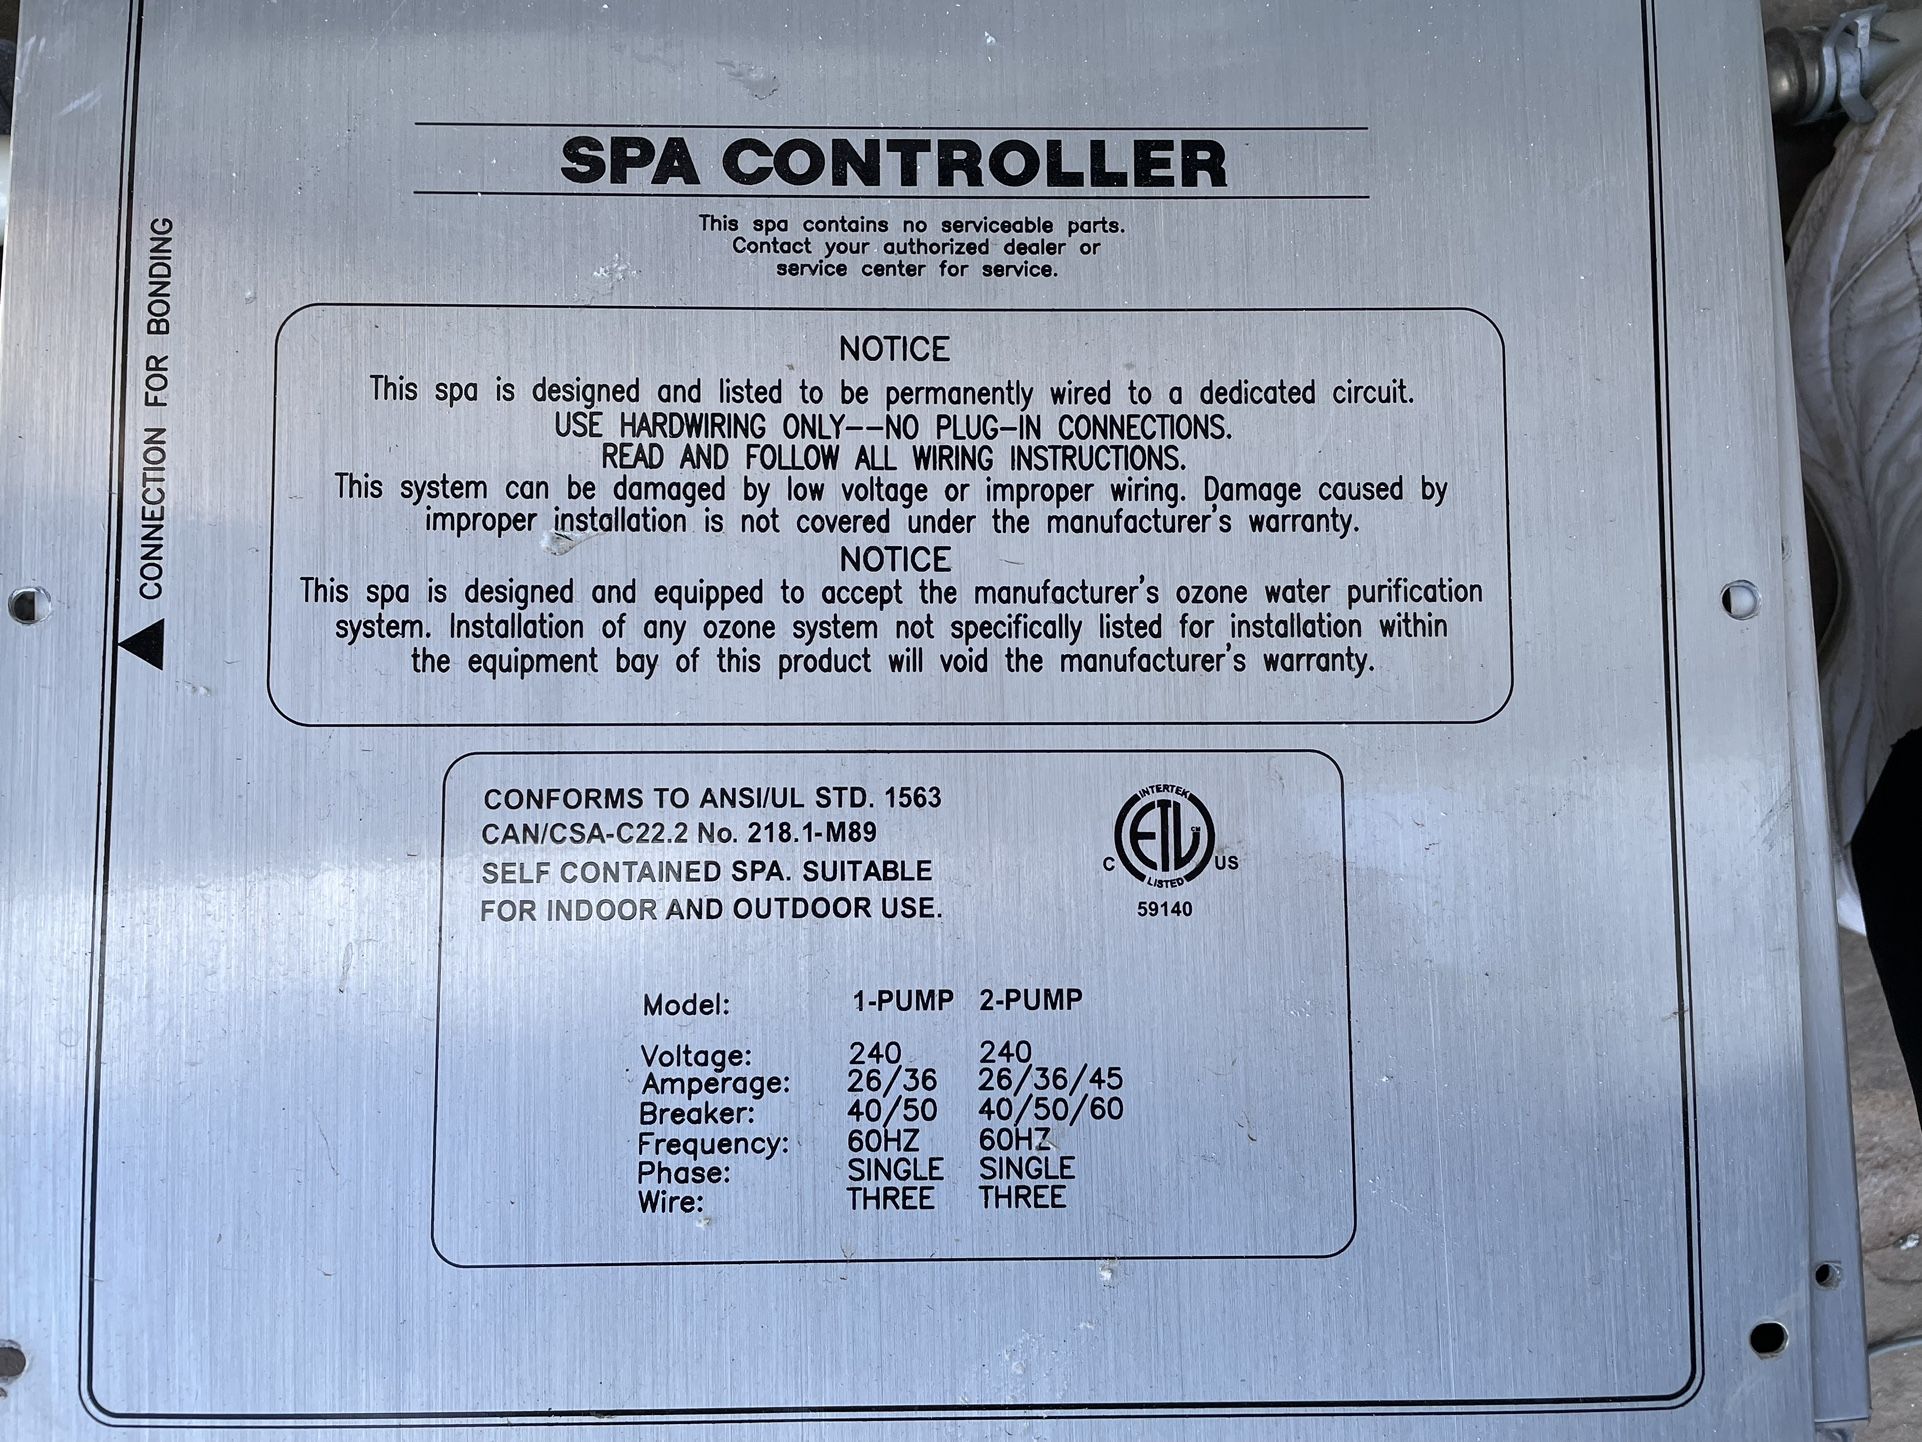 SPA CONTROLLER
This spa contains no serviceable parts.
Contact your authorized dealer or
service center for service.
CONNECTION FOR BONDING
NOTICE
This spa is designed and listed to be permanently wired to a dedicated circuit.
USE HARDWIRING ONLY--NO PLUG-IN CONNECTIONS.
READ AND FOLLOW ALL WIRING INSTRUCTIONS.
This system can be damaged by low voltage or improper wiring. Damage caused by
improper installation is not covered under the manufacturer's warranty.
NOTICE
This spa is designed and equipped to accept the manufacturer's ozone water purification
system. Installation of any ozone system not specifically listed for installation within
the equipment bay of this product will void the manufacturer's warranty.
CONFORMS TO ANSI/UL STD. 1563
CAN/CSA-C22.2 No. 218.1-M89
SELF CONTAINED SPA. SUITABLE
FOR INDOOR AND OUTDOOR USE.
INTERTEK
ETL CM
C US
LISTED
59140
Model: 1-PUMP 2-PUMP
Voltage: 240 240
Amperage: 26/36 26/36/45
Breaker: 40/50 40/50/60
Frequency: 60HZ 60HZ
Phase: SINGLE SINGLE
Wire: THREE THREE